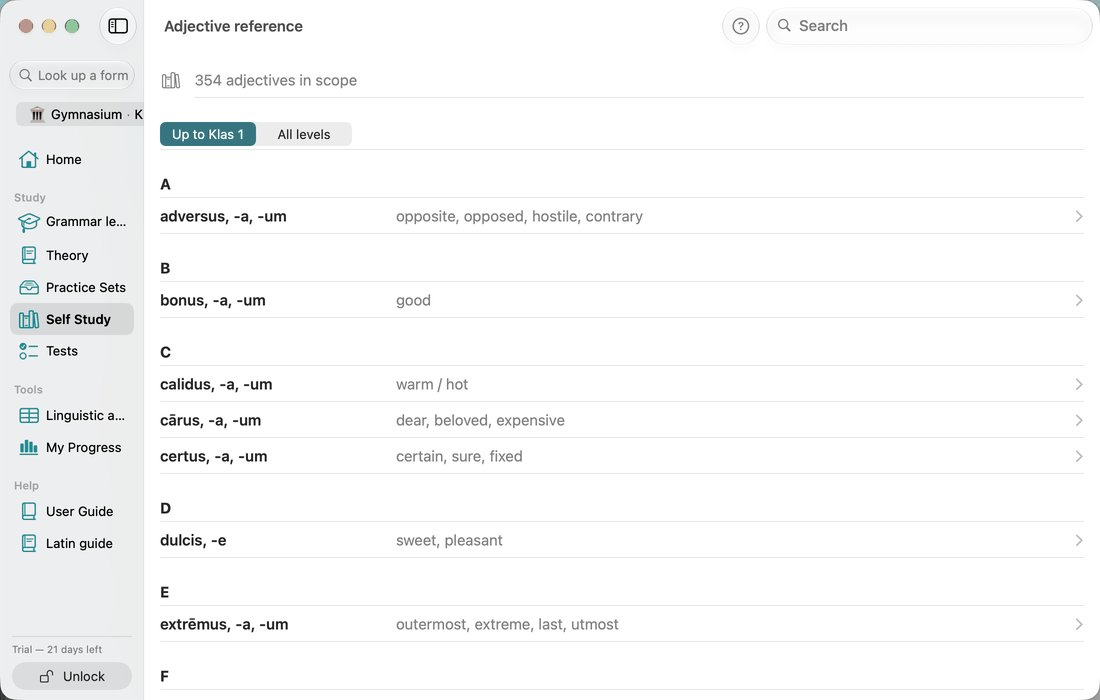 Adjective reference
Search
Look up a form
354 adjectives in scope
Gymnasium · K
Up to Klas 1
All levels
Home
Study
Grammar le...
Theory
Practice Sets
Self Study
Tests
Tools
Linguistic a...
My Progress
Help
User Guide
Latin guide
Trial — 21 days left
Unlock
A
adversus, -a, -um opposite, opposed, hostile, contrary
B
bonus, -a, -um good
C
calidus, -a, -um warm / hot
cārus, -a, -um dear, beloved, expensive
certus, -a, -um certain, sure, fixed
D
dulcis, -e sweet, pleasant
E
extrēmus, -a, -um outermost, extreme, last, utmost
F